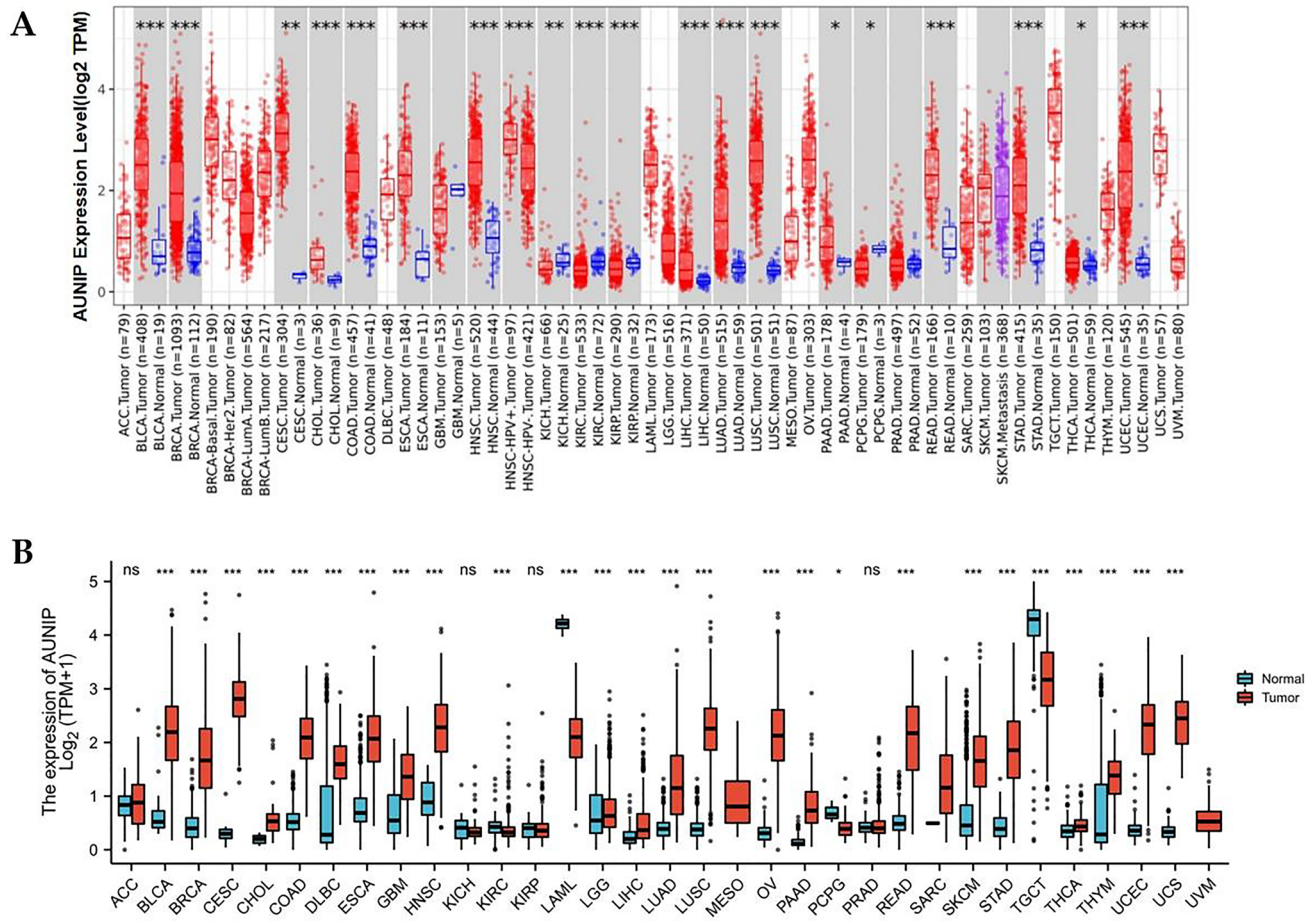 A
*** *** ** *** *** *** *** *** ** *** *** *** *** *** * * *** *** * ***
AUNIP Expression Level(log2 TPM)
4
2
0
ACC.Tumor (n=79)
BLCA.Tumor (n=408)
BLCA.Normal (n=19)
BRCA.Tumor (n=1093)
BRCA.Normal (n=112)
BRCA-Basal.Tumor (n=190)
BRCA-Her2.Tumor (n=82)
BRCA-LumA.Tumor (n=564)
BRCA-LumB.Tumor (n=217)
CESC.Tumor (n=304)
CESC.Normal (n=3)
CHOL.Tumor (n=36)
CHOL.Normal (n=9)
COAD.Tumor (n=457)
COAD.Normal (n=41)
DLBC.Tumor (n=48)
ESCA.Tumor (n=184)
ESCA.Normal (n=11)
GBM.Tumor (n=153)
GBM.Normal (n=5)
HNSC.Tumor (n=520)
HNSC.Normal (n=44)
HNSC-HPV+.Tumor (n=97)
HNSC-HPV-.Tumor (n=421)
KICH.Tumor (n=66)
KICH.Normal (n=25)
KIRC.Tumor (n=533)
KIRC.Normal (n=72)
KIRP.Tumor (n=290)
KIRP.Normal (n=32)
LAML.Tumor (n=173)
LGG.Tumor (n=516)
LIHC.Tumor (n=371)
LIHC.Normal (n=50)
LUAD.Tumor (n=515)
LUAD.Normal (n=59)
LUSC.Tumor (n=501)
LUSC.Normal (n=51)
MESO.Tumor (n=87)
OV.Tumor (n=303)
PAAD.Tumor (n=178)
PAAD.Normal (n=4)
PCPG.Tumor (n=179)
PCPG.Normal (n=3)
PRAD.Tumor (n=497)
PRAD.Normal (n=52)
READ.Tumor (n=166)
READ.Normal (n=10)
SARC.Tumor (n=259)
SKCM.Tumor (n=103)
SKCM.Metastasis (n=368)
STAD.Tumor (n=415)
STAD.Normal (n=35)
TGCT.Tumor (n=150)
THCA.Tumor (n=501)
THCA.Normal (n=59)
THYM.Tumor (n=120)
UCEC.Tumor (n=545)
UCEC.Normal (n=35)
UCS.Tumor (n=57)
UVM.Tumor (n=80)
B
ns *** *** *** *** *** *** *** *** *** ns *** ns *** *** *** *** *** *** *** * ns *** *** *** *** *** *** *** ***
The expression of AUNIP
Log2 (TPM+1)
5
4
3
2
1
0
Normal
Tumor
ACC
BLCA
BRCA
CESC
CHOL
COAD
DLBC
ESCA
GBM
HNSC
KICH
KIRC
KIRP
LAML
LGG
LIHC
LUAD
LUSC
MESO
OV
PAAD
PCPG
PRAD
READ
SARC
SKCM
STAD
TGCT
THCA
THYM
UCEC
UCS
UVM